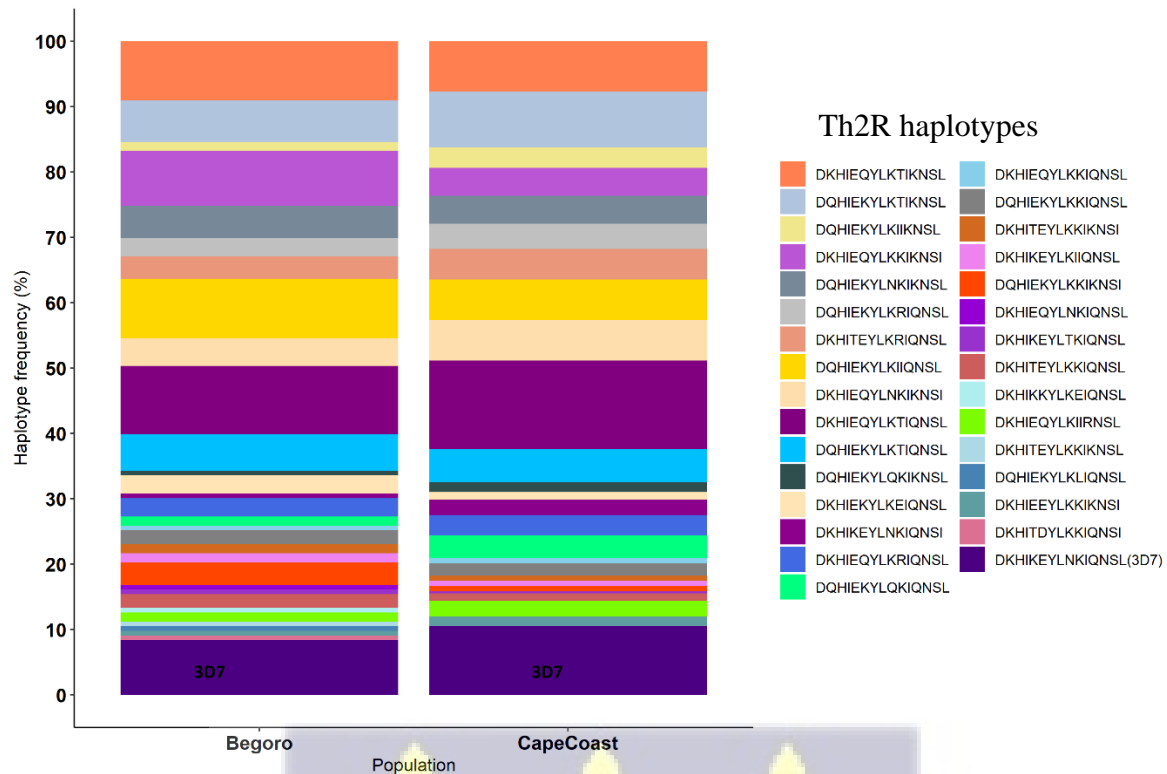 100
90
80
70
60
50
40
30
20
10
0
Haplotype frequency (%)
3D7
3D7
Begoro
CapeCoast
Population
Th2R haplotypes
DKHIEQYLKTIKNSL
DQHIEKYLKTIKNSL
DQHIEKYLKIIKNSL
DKHIEQYLKKIKNSI
DQHIEKYLNKIKNSL
DQHIEKYLKRIQNSL
DKHITEYLKRIQNSL
DQHIEKYLKIIQNSL
DKHIEQYLNKIKNSI
DKHIEQYLKTIQNSL
DQHIEKYLKTIQNSL
DQHIEKYLQKIKNSL
DKHIEKYLKEIQNSL
DKHIKEYLNKIQNSI
DKHIEQYLKRIQNSL
DQHIEKYLQKIQNSL
DKHIEQYLKKIQNSL
DQHIEKYLKKIQNSL
DKHITEYLKKIKNSI
DKHIKEYLKIIQNSL
DQHIEKYLKKIKNSI
DKHIEQYLNKIQNSL
DKHIKEYLTKIQNSL
DKHITEYLKKIQNSL
DKHIKKYLKEIQNSL
DKHIEQYLKIIRNSL
DKHITEYLKKIKNSL
DQHIEKYLKLIQNSL
DKHIEEYLKKIKNSI
DKHITDYLKKIQNSI
DKHIKEYLNKIQNSL(3D7)